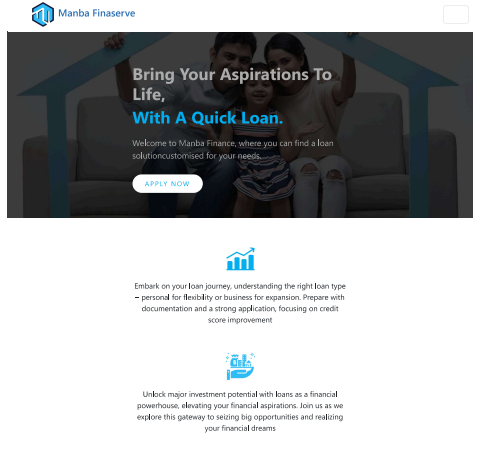 Manba Finaserve
Bring Your Aspirations To
Life,
With A Quick Loan.
Welcome to Manba Finance, where you can find a loan
solutioncustomised for your needs.
APPLY NOW
Embark on your loan journey, understanding the right loan type
– personal for flexibility or business for expansion. Prepare with
documentation and a strong application, focusing on credit
score improvement
Unlock major investment potential with loans as a financial
powerhouse, elevating your financial aspirations. Join us as we
explore this gateway to seizing big opportunities and realizing
your financial dreams